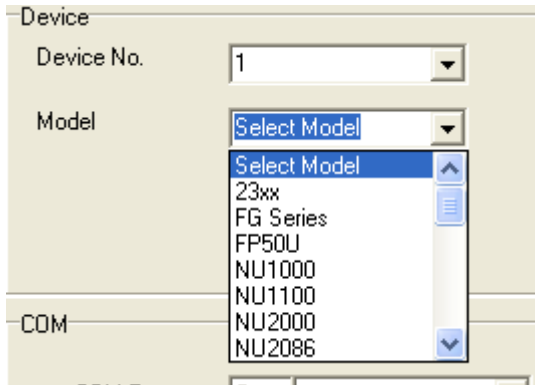 Device
Device No.
1
Model
Select Model
Select Model
23xx
FG Series
FP50U
NU1000
NU1100
NU2000
NU2086
COM